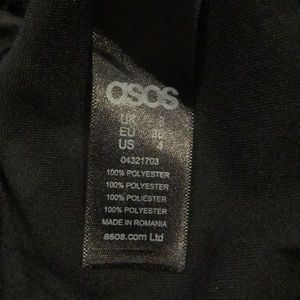 asos
UK 8
EU 36
US 4
04321703
100% POLYESTER
100% POLYESTER
100% POLIÉSTER
100% POLYESTER
MADE IN ROMANIA
asos.com Ltd